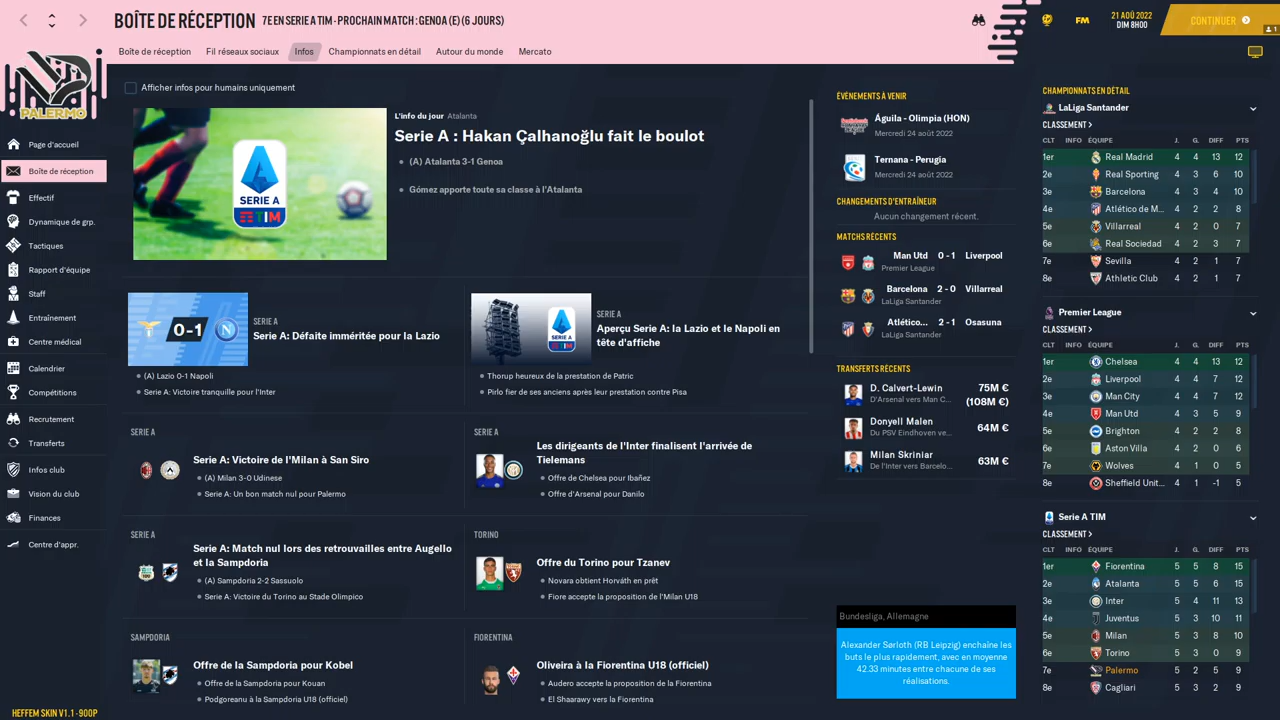 BOÎTE DE RÉCEPTION 7E EN SERIE A TIM - PROCHAIN MATCH : GENOA (E) (6 JOURS)
FM
21 AOÛ 2022
DIM 8H00
CONTINUER
1
Boîte de réception Fil réseaux sociaux Infos Championnats en détail Autour du monde Mercato
PALERMO
Page d'accueil
Boîte de réception
Effectif
Dynamique de grp.
Tactiques
Rapport d'équipe
Staff
Entraînement
Centre médical
Calendrier
Compétitions
Recrutement
Transferts
Infos club
Vision du club
Finances
Centre d'appr.
HEFFEM SKIN V1.1 - 900P
Afficher infos pour humains uniquement
SERIE A
TIM
L'info du jour Atalanta
Serie A : Hakan Çalhanoğlu fait le boulot
(A) Atalanta 3-1 Genoa
Gómez apporte toute sa classe à l'Atalanta
0-1
SERIE A
Serie A: Défaite imméritée pour la Lazio
(A) Lazio 0-1 Napoli
Serie A: Victoire tranquille pour l'Inter
SERIE A
SERIE A
Aperçu Serie A: la Lazio et le Napoli en
tête d'affiche
Thorup heureux de la prestation de Patric
Pirlo fier de ses anciens après leur prestation contre Pisa
SERIE A
Serie A: Victoire de l'Milan à San Siro
(A) Milan 3-0 Udinese
Serie A: Un bon match nul pour Palermo
SERIE A
Les dirigeants de l'Inter finalisent l'arrivée de
Tielemans
Offre de Chelsea pour Ibañez
Offre d'Arsenal pour Danilo
SERIE A
Serie A: Match nul lors des retrouvailles entre Augello
et la Sampdoria
(A) Sampdoria 2-2 Sassuolo
Serie A: Victoire du Torino au Stade Olimpico
TORINO
Offre du Torino pour Tzanev
Novara obtient Horváth en prêt
Fiore accepte la proposition de l'Milan U18
SAMPDORIA
Offre de la Sampdoria pour Kobel
Offre de la Sampdoria pour Kouan
Podgoreanu à la Sampdoria U18 (officiel)
FIORENTINA
Oliveira à la Fiorentina U18 (officiel)
Audero accepte la proposition de la Fiorentina
El Shaarawy vers la Fiorentina
ÉVÉNEMENTS À VENIR
Águila - Olimpia (HON)
Mercredi 24 août 2022
Ternana - Perugia
Mercredi 24 août 2022
CHANGEMENTS D'ENTRAÎNEUR
Aucun changement récent.
MATCHS RÉCENTS
Man Utd 0 - 1 Liverpool
Premier League
Barcelona 2 - 0 Villarreal
LaLiga Santander
Atlético... 2 - 1 Osasuna
LaLiga Santander
TRANSFERTS RÉCENTS
D. Calvert-Lewin 75M €
D'Arsenal vers Man C... (108M €)
Donyell Malen 64M €
Du PSV Eindhoven ve...
Milan Skriniar 63M €
De l'Inter vers Barcelo...
Bundesliga, Allemagne
Alexander Sørloth (RB Leipzig) enchaîne les
buts le plus rapidement, avec en moyenne
42.33 minutes entre chacune de ses
réalisations.
CHAMPIONNATS EN DÉTAIL
LaLiga Santander
CLASSEMENT >
CLT INFO ÉQUIPE J. G. DIFF PTS
1er Real Madrid 4 4 13 12
2e Real Sporting 4 3 6 10
3e Barcelona 4 3 4 10
4e Atlético de M... 4 2 2 8
5e Villarreal 4 2 0 7
6e Real Sociedad 4 2 3 7
7e Sevilla 4 2 1 7
8e Athletic Club 4 2 1 7
Premier League
CLASSEMENT >
CLT INFO ÉQUIPE J. G. DIFF PTS
1er Chelsea 4 4 13 12
2e Liverpool 4 4 7 12
3e Man City 4 4 7 12
4e Man Utd 4 3 5 9
5e Brighton 4 2 2 8
6e Aston Villa 4 2 0 6
7e Wolves 4 1 0 5
8e Sheffield Unit... 4 1 -1 5
Serie A TIM
CLASSEMENT >
CLT INFO ÉQUIPE J. G. DIFF PTS
1er Fiorentina 5 5 8 15
2e Atalanta 5 5 6 15
3e Inter 5 4 11 13
4e Juventus 5 3 10 11
5e Milan 5 3 8 10
6e Torino 5 3 0 9
7e Palermo 5 2 5 9
8e Cagliari 5 3 2 9